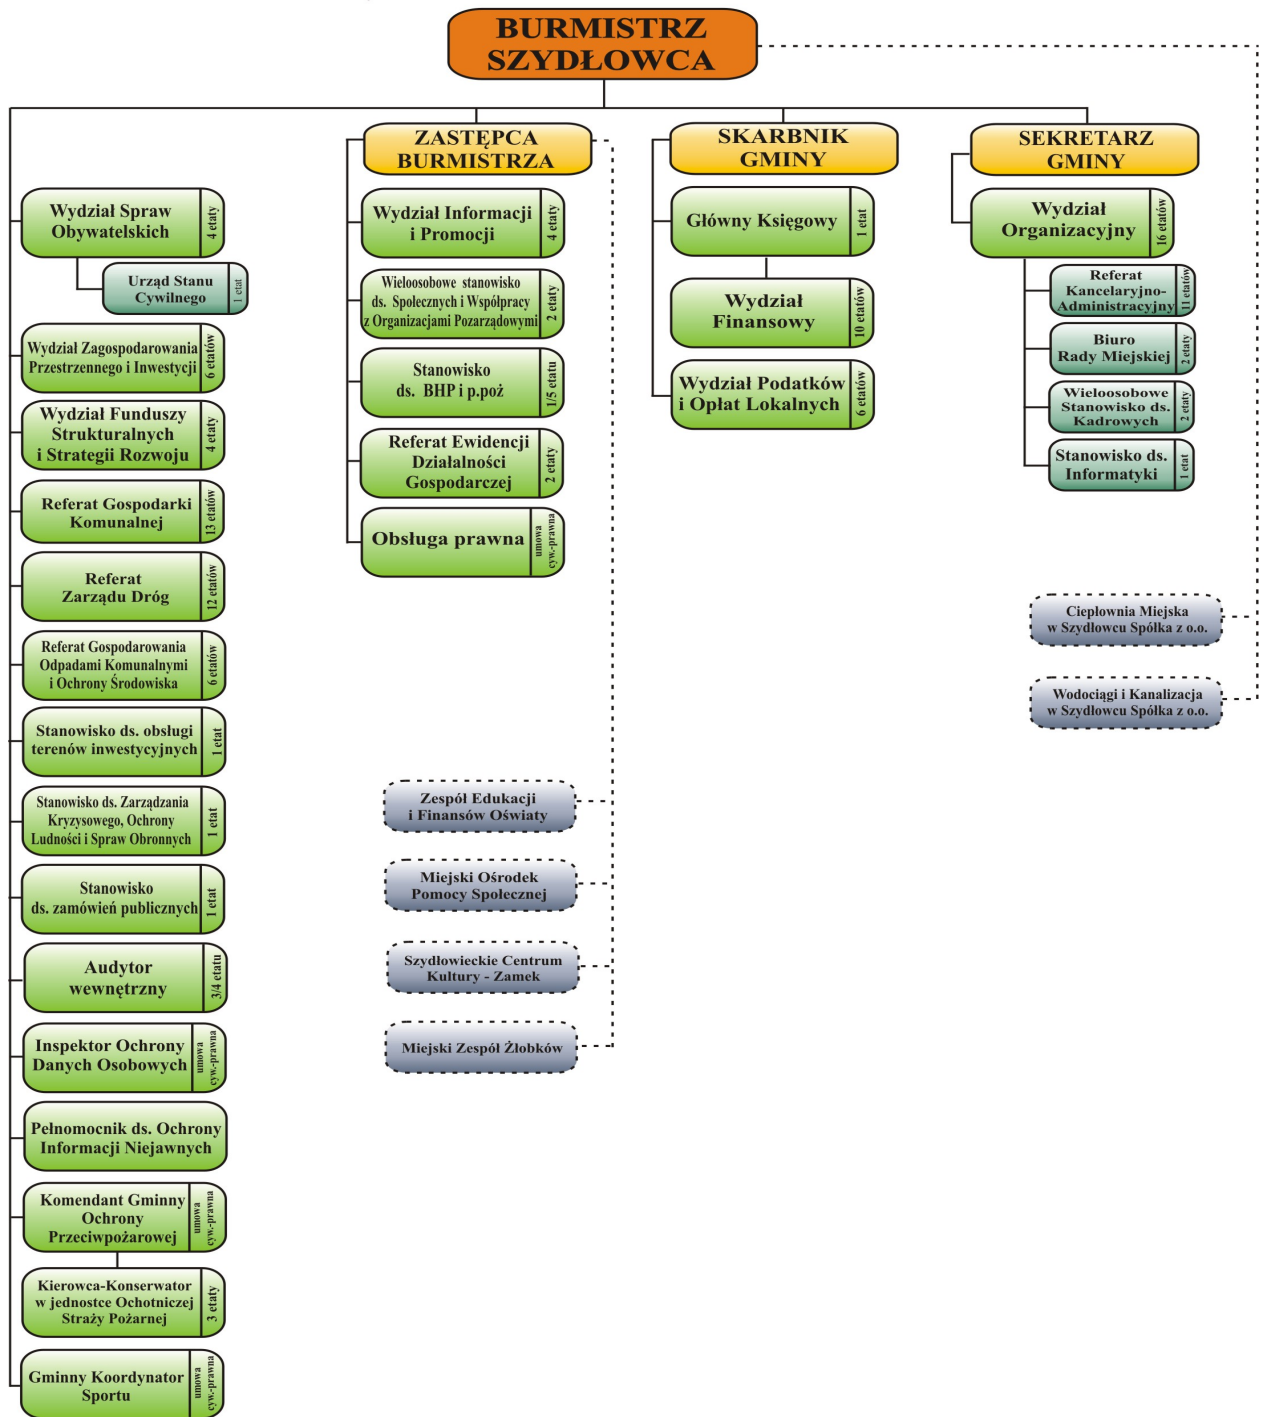 BURMISTRZ
SZYDŁOWCA
Wydział Spraw
Obywatelskich
4 etaty
Urząd Stanu
Cywilnego
1 etat
Wydział Zagospodarowania
Przestrzennego i Inwestycji
6 etatów
Wydział Funduszy
Strukturalnych
i Strategii Rozwoju
4 etaty
Referat Gospodarki
Komunalnej
13 etatów
Referat
Zarządu Dróg
12 etatów
Referat Gospodarowania
Odpadami Komunalnymi
i Ochrony Środowiska
6 etatów
Stanowisko ds. obsługi
terenów inwestycyjnych
1 etat
Stanowisko ds. Zarządzania
Kryzysowego, Ochrony
Ludności i Spraw Obronnych
1 etat
Stanowisko
ds. zamówień publicznych
1 etat
Audytor
wewnętrzny
3/4 etatu
Inspektor Ochrony
Danych Osobowych
umowa
cyw.-prawna
Pełnomocnik ds. Ochrony
Informacji Niejawnych
Komendant Gminny
Ochrony
Przeciwpożarowej
umowa
cyw.-prawna
Kierowca-Konserwator
w jednostce Ochotniczej
Straży Pożarnej
3 etaty
Gminny Koordynator
Sportu
umowa
cyw.-prawna
ZASTĘPCA
BURMISTRZA
Wydział Informacji
i Promocji
4 etaty
Wieloosobowe stanowisko
ds. Społecznych i Współpracy
z Organizacjami Pozarządowymi
2 etaty
Stanowisko
ds. BHP i p.poż
1/5 etatu
Referat Ewidencji
Działalności
Gospodarczej
2 etaty
Obsługa prawna
umowa
cyw.-prawna
Zespół Edukacji
i Finansów Oświaty
Miejski Ośrodek
Pomocy Społecznej
Szydłowieckie Centrum
Kultury - Zamek
Miejski Zespół Żłobków
SKARBNIK
GMINY
Główny Księgowy
1 etat
Wydział
Finansowy
10 etatów
Wydział Podatków
i Opłat Lokalnych
6 etatów
SEKRETARZ
GMINY
Wydział
Organizacyjny
16 etatów
Referat
Kancelaryjno-
Administracyjny
11 etatów
Biuro
Rady Miejskiej
2 etaty
Wieloosobowe
Stanowisko ds.
Kadrowych
2 etaty
Stanowisko ds.
Informatyki
1 etat
Ciepłownia Miejska
w Szydłowcu Spółka z o.o.
Wodociągi i Kanalizacja
w Szydłowcu Spółka z o.o.